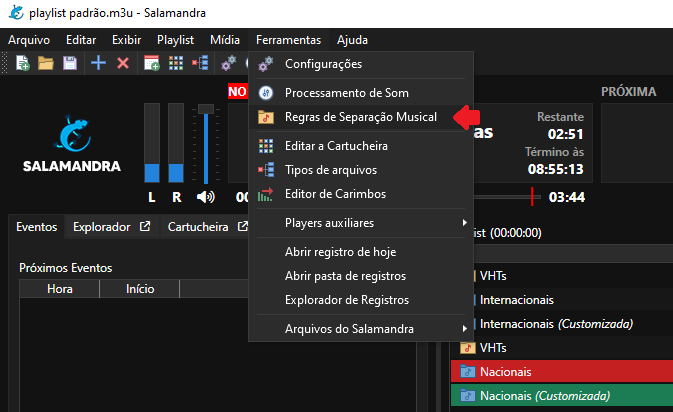 playlist padrão.m3u - Salamandra
Arquivo Editar Exibir Playlist Mídia Ferramentas Ajuda
Configurações
Processamento de Som
Regras de Separação Musical
Editar a Cartucheira
Tipos de arquivos
Editor de Carimbos
Players auxiliares
Abrir registro de hoje
Abrir pasta de registros
Explorador de Registros
Arquivos do Salamandra
NO
PRÓXIMA
Restante
02:51
Término às
08:55:13
03:44
SALAMANDRA
L R
Eventos Explorador Cartucheira
Próximos Eventos
Hora Início
(00:00:00)
VHTs
Internacionais
Internacionais (Customizada)
VHTs
Nacionais
Nacionais (Customizada)